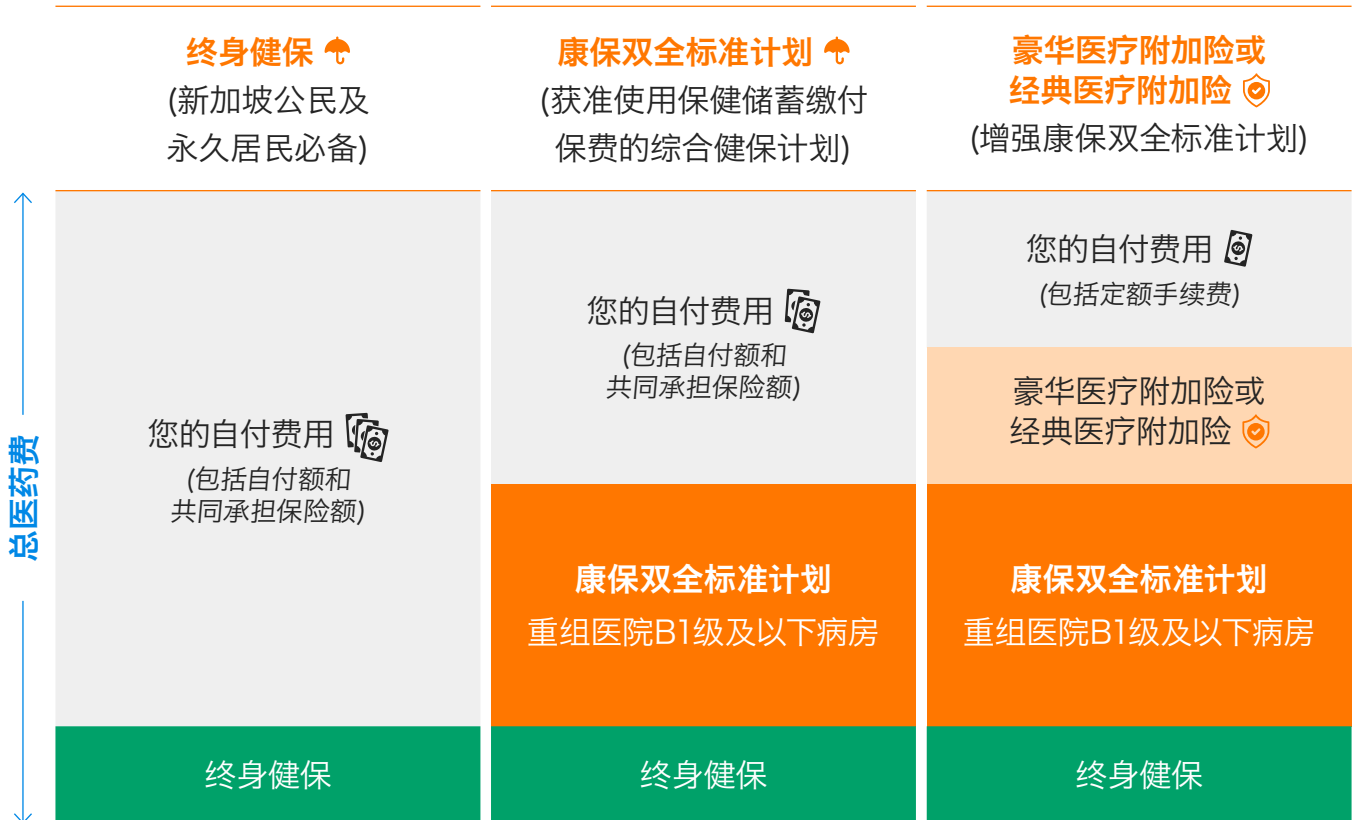 终身健保
(新加坡公民及
永久居民必备)
康保双全标准计划
(获准使用保健储蓄缴付
保费的综合健保计划)
豪华医疗附加险或
经典医疗附加险
(增强康保双全标准计划)
总医药费
您的自付费用
(包括自付额和
共同承担保险额)
终身健保
您的自付费用
(包括自付额和
共同承担保险额)
康保双全标准计划
重组医院B1级及以下病房
终身健保
您的自付费用
(包括定额手续费)
豪华医疗附加险或
经典医疗附加险
康保双全标准计划
重组医院B1级及以下病房
终身健保